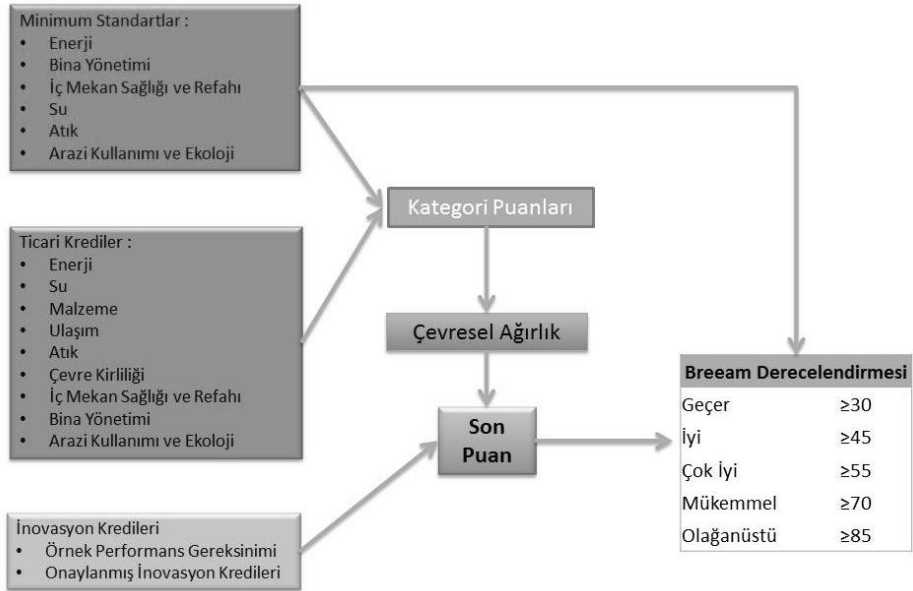 Minimum Standartlar :
• Enerji
• Bina Yönetimi
• İç Mekan Sağlığı ve Refahı
• Su
• Atık
• Arazi Kullanımı ve Ekoloji
Kategori Puanları
Ticari Krediler :
• Enerji
• Su
• Malzeme
• Ulaşım
• Atık
• Çevre Kirliliği
• İç Mekan Sağlığı ve Refahı
• Bina Yönetimi
• Arazi Kullanımı ve Ekoloji
Çevresel Ağırlık
Son
Puan
Breeam Derecelendirmesi
Geçer ≥30
İyi ≥45
Çok İyi ≥55
Mükemmel ≥70
Olağanüstü ≥85
İnovasyon Kredileri
• Örnek Performans Gereksinimi
• Onaylanmış İnovasyon Kredileri